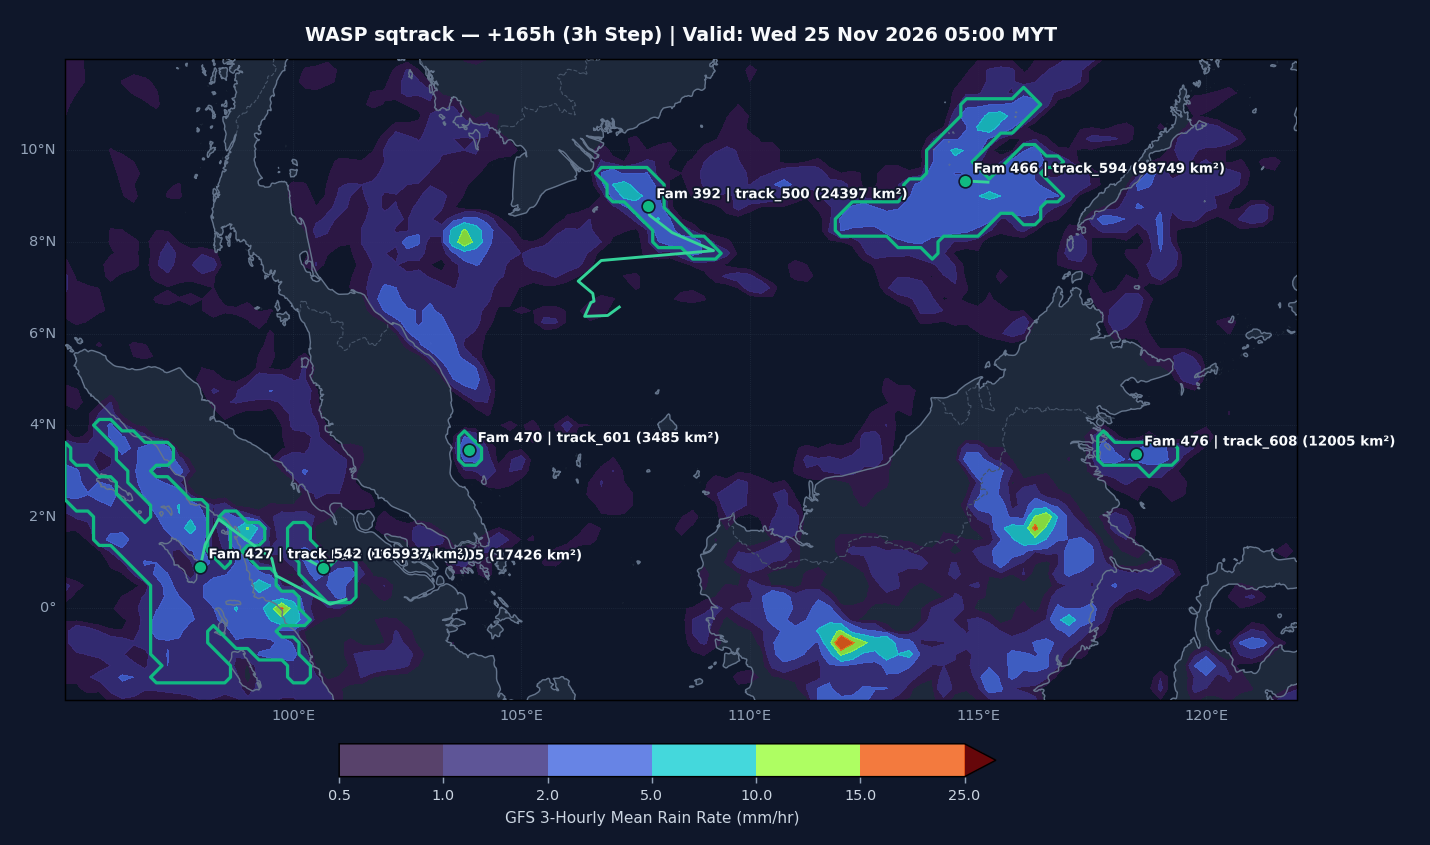 WASP sqtrack — +165h (3h Step) | Valid: Wed 25 Nov 2026 05:00 MYT
10°N
8°N
6°N
4°N
2°N
0°
Fam 466 | track_594 (98749 km²)
Fam 392 | track_500 (24397 km²)
Fam 470 | track_601 (3485 km²)
Fam 476 | track_608 (12005 km²)
Fam 427 | track_542 (165937 km²)
(17426 km²)
100°E
105°E
110°E
115°E
120°E
0.5
1.0
2.0
5.0
10.0
15.0
25.0
GFS 3-Hourly Mean Rain Rate (mm/hr)